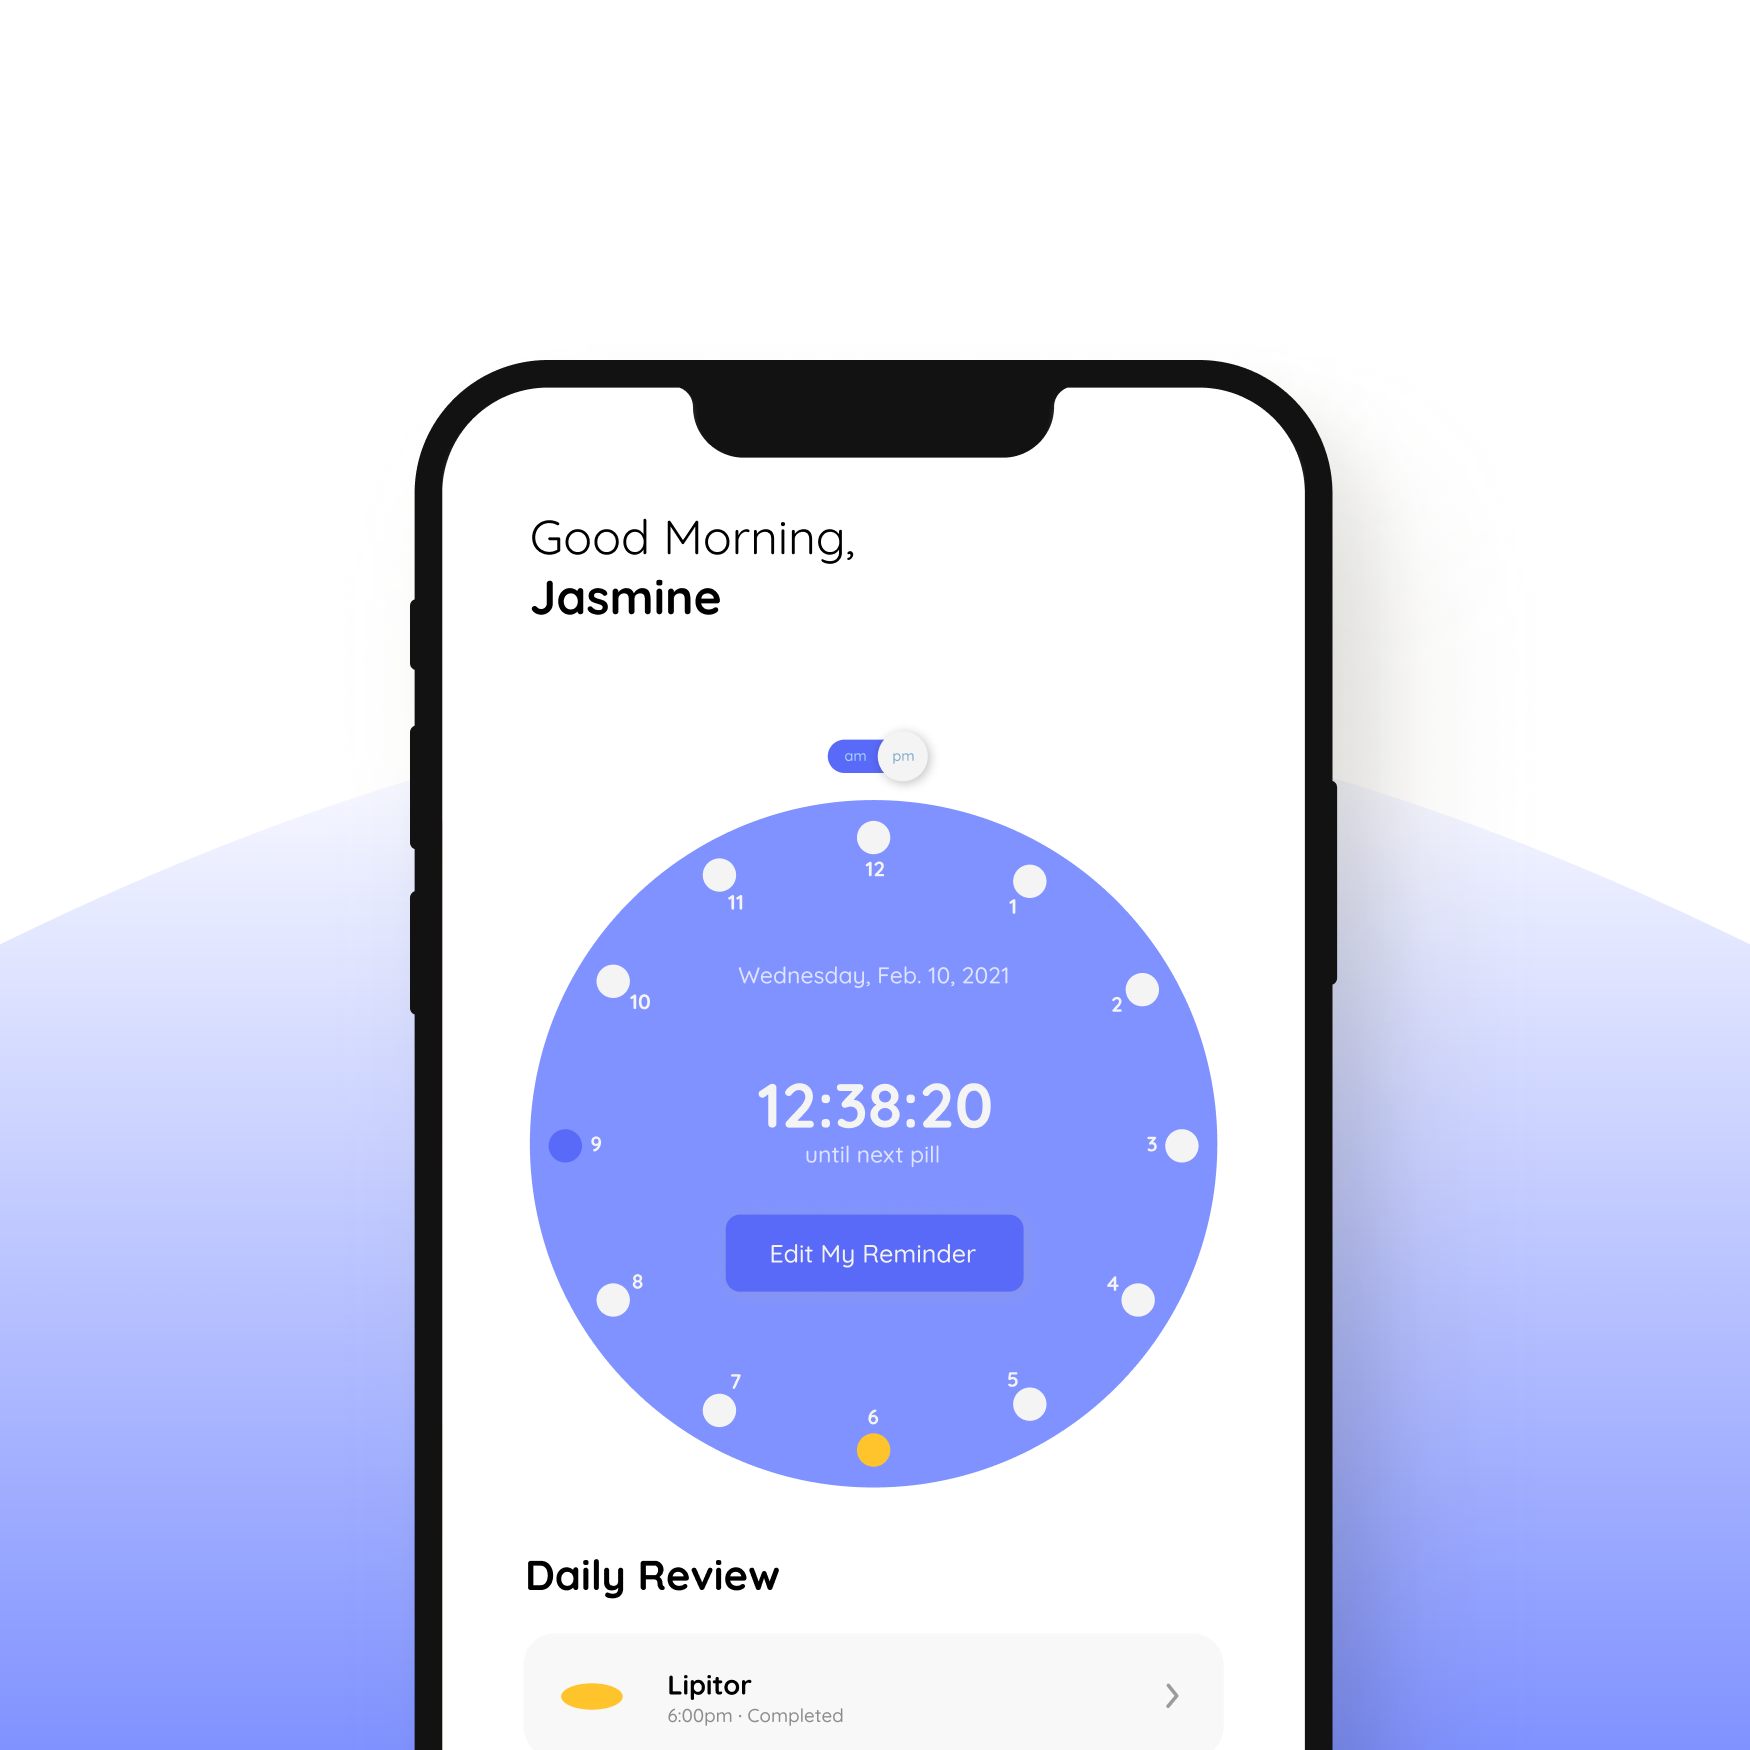 Good Morning,
Jasmine
am pm
12
11
1
10
2
Wednesday, Feb. 10, 2021
9
3
12:38:20
until next pill
Edit My Reminder
8
4
7
5
6
Daily Review
Lipitor
6:00pm · Completed